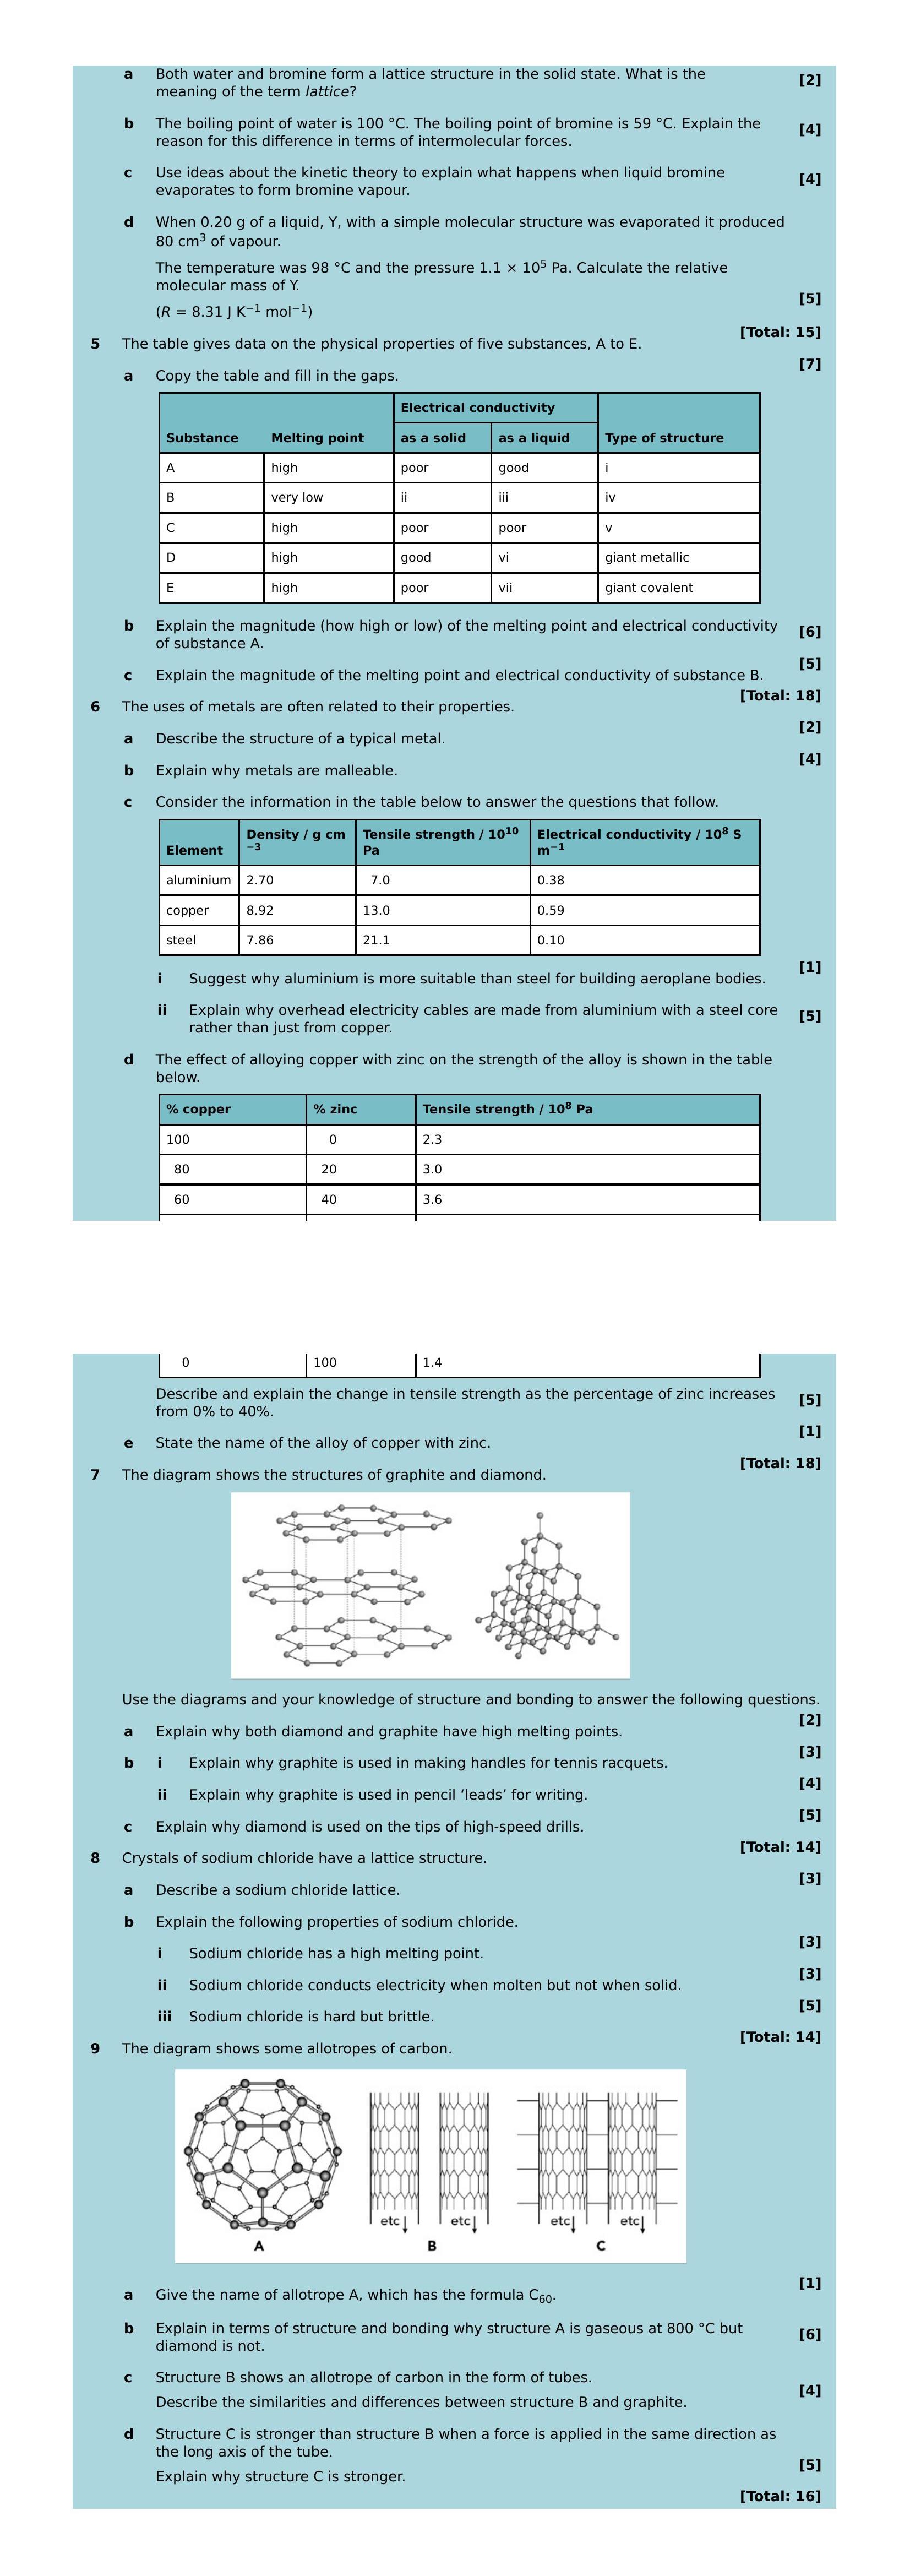 a Both water and bromine form a lattice structure in the solid state. What is the [2]
meaning of the term lattice?
b The boiling point of water is 100 °C. The boiling point of bromine is 59 °C. Explain the [4]
reason for this difference in terms of intermolecular forces.
c Use ideas about the kinetic theory to explain what happens when liquid bromine [4]
evaporates to form bromine vapour.
d When 0.20 g of a liquid, Y, with a simple molecular structure was evaporated it produced
80 cm³ of vapour.
The temperature was 98 °C and the pressure 1.1 × 10⁵ Pa. Calculate the relative
molecular mass of Y.
[5]
(R = 8.31 J K⁻¹ mol⁻¹)
[Total: 15]
5 The table gives data on the physical properties of five substances, A to E.
[7]
a Copy the table and fill in the gaps.
Electrical conductivity
Substance Melting point as a solid as a liquid Type of structure
A high poor good i
B very low ii iii iv
C high poor poor v
D high good vi giant metallic
E high poor vii giant covalent
b Explain the magnitude (how high or low) of the melting point and electrical conductivity [6]
of substance A.
[5]
c Explain the magnitude of the melting point and electrical conductivity of substance B.
[Total: 18]
6 The uses of metals are often related to their properties.
[2]
a Describe the structure of a typical metal.
[4]
b Explain why metals are malleable.
c Consider the information in the table below to answer the questions that follow.
Density / g cm Tensile strength / 10¹⁰ Electrical conductivity / 10⁸ S
Element ⁻³ Pa m⁻¹
aluminium 2.70 7.0 0.38
copper 8.92 13.0 0.59
steel 7.86 21.1 0.10
[1]
i Suggest why aluminium is more suitable than steel for building aeroplane bodies.
ii Explain why overhead electricity cables are made from aluminium with a steel core [5]
rather than just from copper.
d The effect of alloying copper with zinc on the strength of the alloy is shown in the table
below.
% copper % zinc Tensile strength / 10⁸ Pa
100 0 2.3
80 20 3.0
60 40 3.6
0 100 1.4
Describe and explain the change in tensile strength as the percentage of zinc increases [5]
from 0% to 40%.
[1]
e State the name of the alloy of copper with zinc.
[Total: 18]
7 The diagram shows the structures of graphite and diamond.
Use the diagrams and your knowledge of structure and bonding to answer the following questions.
[2]
a Explain why both diamond and graphite have high melting points.
[3]
b i Explain why graphite is used in making handles for tennis racquets.
[4]
ii Explain why graphite is used in pencil ‘leads’ for writing.
[5]
c Explain why diamond is used on the tips of high-speed drills.
[Total: 14]
8 Crystals of sodium chloride have a lattice structure.
[3]
a Describe a sodium chloride lattice.
b Explain the following properties of sodium chloride.
[3]
i Sodium chloride has a high melting point.
[3]
ii Sodium chloride conducts electricity when molten but not when solid.
[5]
iii Sodium chloride is hard but brittle.
[Total: 14]
9 The diagram shows some allotropes of carbon.
etc etc etc etc
A B C
[1]
a Give the name of allotrope A, which has the formula C₆₀.
b Explain in terms of structure and bonding why structure A is gaseous at 800 °C but [6]
diamond is not.
c Structure B shows an allotrope of carbon in the form of tubes.
[4]
Describe the similarities and differences between structure B and graphite.
d Structure C is stronger than structure B when a force is applied in the same direction as
the long axis of the tube.
[5]
Explain why structure C is stronger.
[Total: 16]